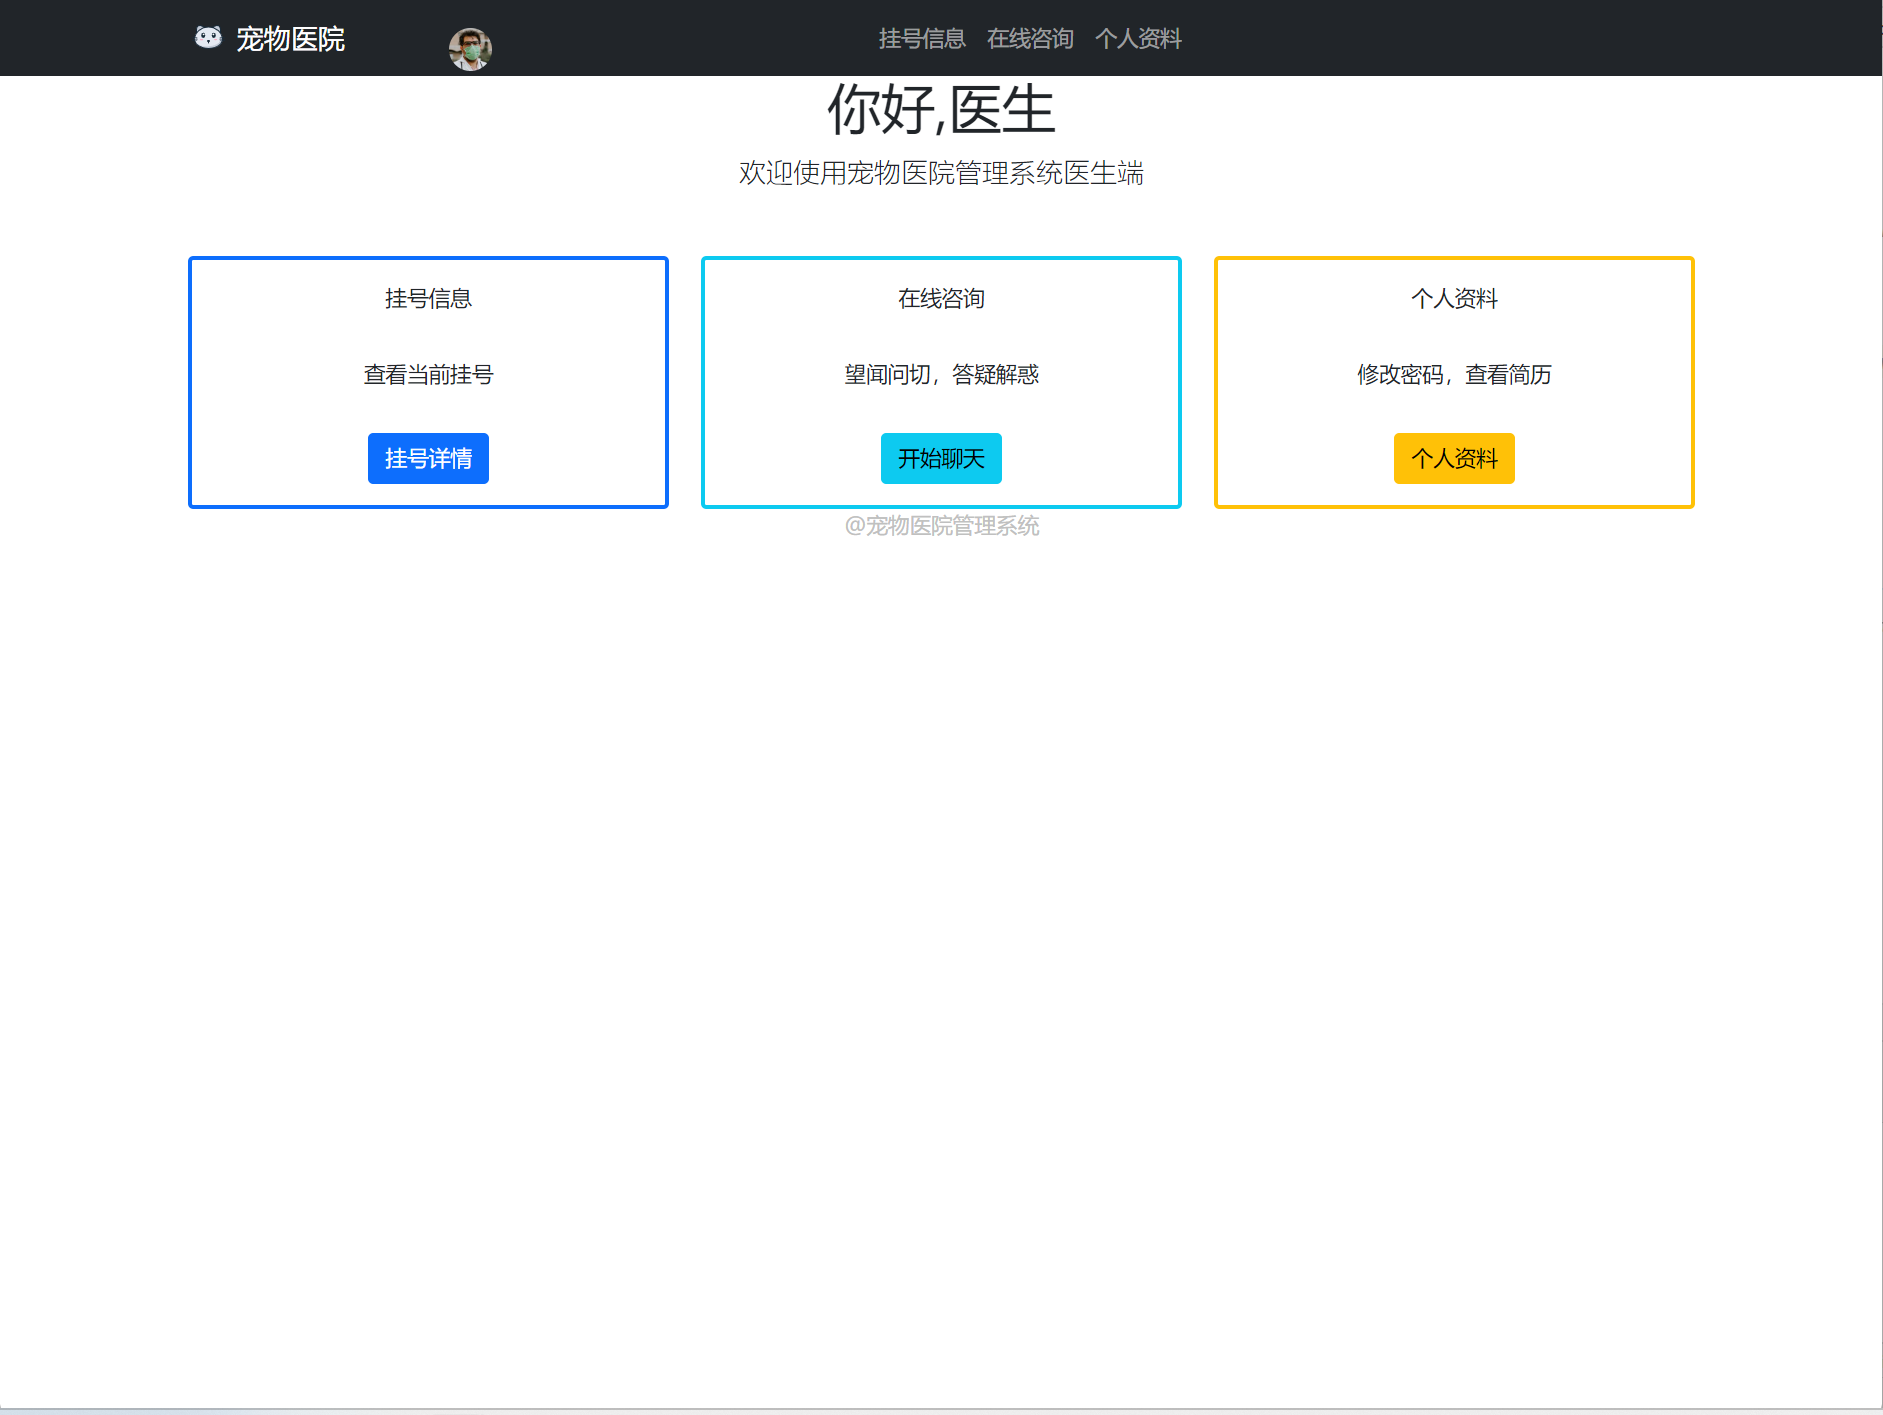 宠物医院
挂号信息 在线咨询 个人资料
你好,医生
欢迎使用宠物医院管理系统医生端
挂号信息
查看当前挂号
挂号详情
在线咨询
望闻问切，答疑解惑
开始聊天
个人资料
修改密码，查看简历
个人资料
@宠物医院管理系统